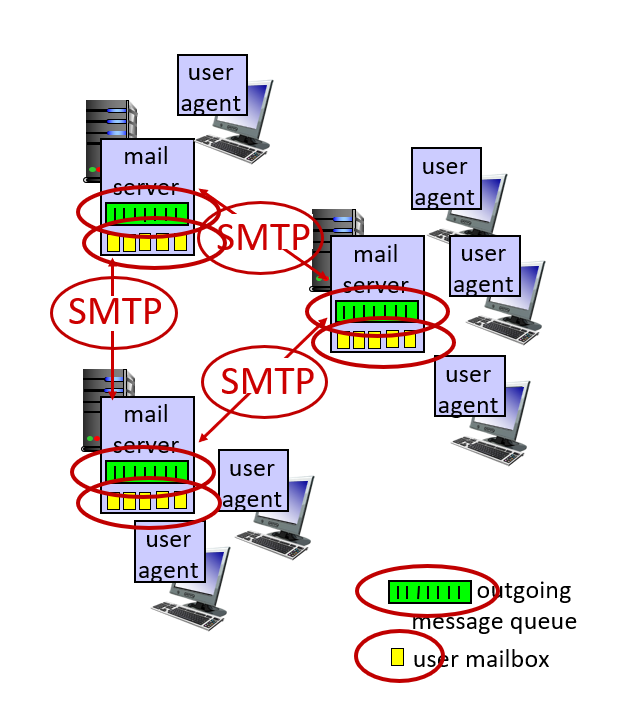 user
agent
mail
server
SMTP
user
agent
mail
server
user
agent
SMTP
SMTP
user
agent
mail
server
user
agent
user
agent
outgoing
message queue
user mailbox